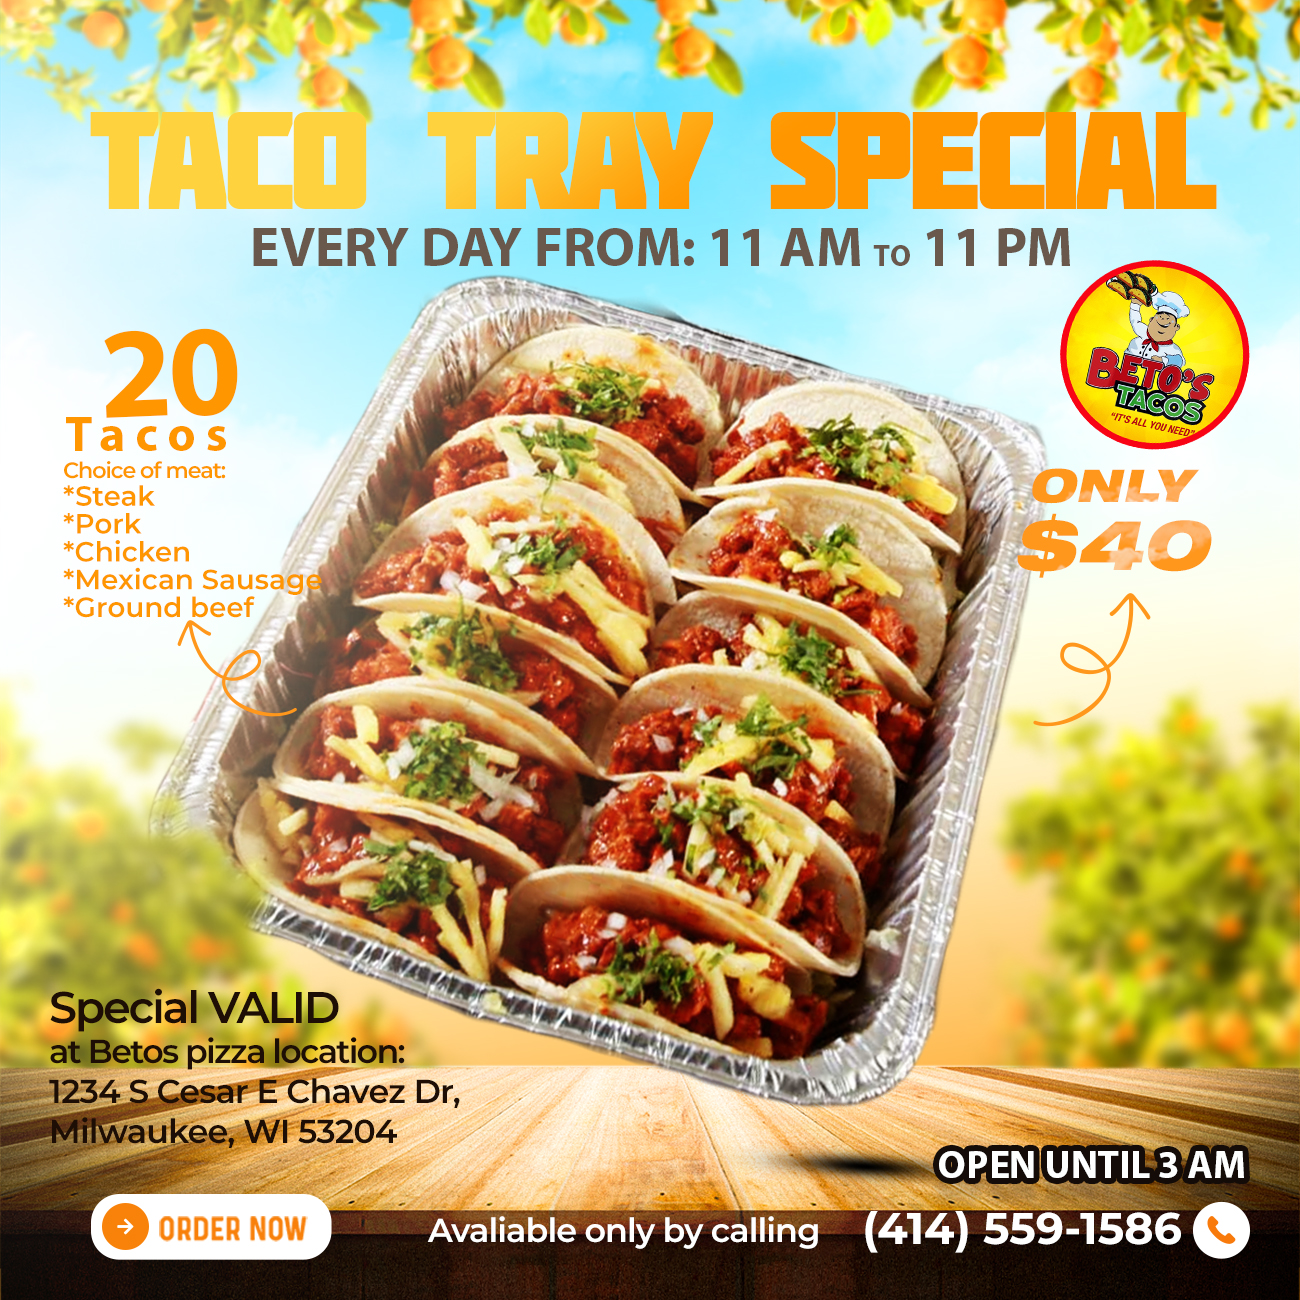 TACO TRAY SPECIAL
EVERY DAY FROM: 11 AM TO 11 PM
20
Tacos
Choice of meat:
*Steak
*Pork
*Chicken
*Mexican Sausage
*Ground beef
BETO'S
TACOS
"IT'S ALL YOU NEED"
ONLY
$40
Special VALID
at Betos pizza location:
1234 S Cesar E Chavez Dr,
Milwaukee, WI 53204
OPEN UNTIL 3 AM
ORDER NOW
Avaliable only by calling (414) 559-1586